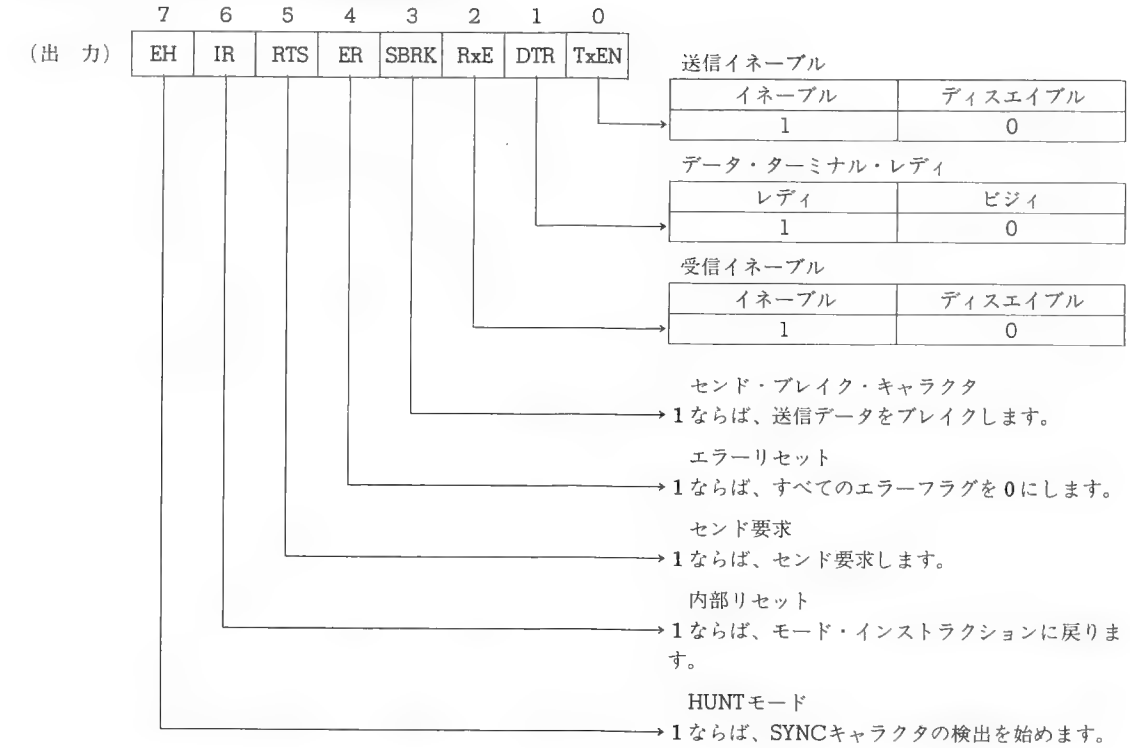 7 6 5 4 3 2 1 0
(出 力) EH IR RTS ER SBRK RxE DTR TxEN
送信イネーブル
イネーブル ディスエイブル
1 0
データ・ターミナル・レディ
レディ ビジィ
1 0
受信イネーブル
イネーブル ディスエイブル
1 0
センド・ブレイク・キャラクタ
1ならば、送信データをブレイクします。
エラーリセット
1ならば、すべてのエラーフラグを0にします。
センド要求
1ならば、センド要求します。
内部リセット
1ならば、モード・インストラクションに戻りま
す。
HUNTモード
1ならば、SYNCキャラクタの検出を始めます。